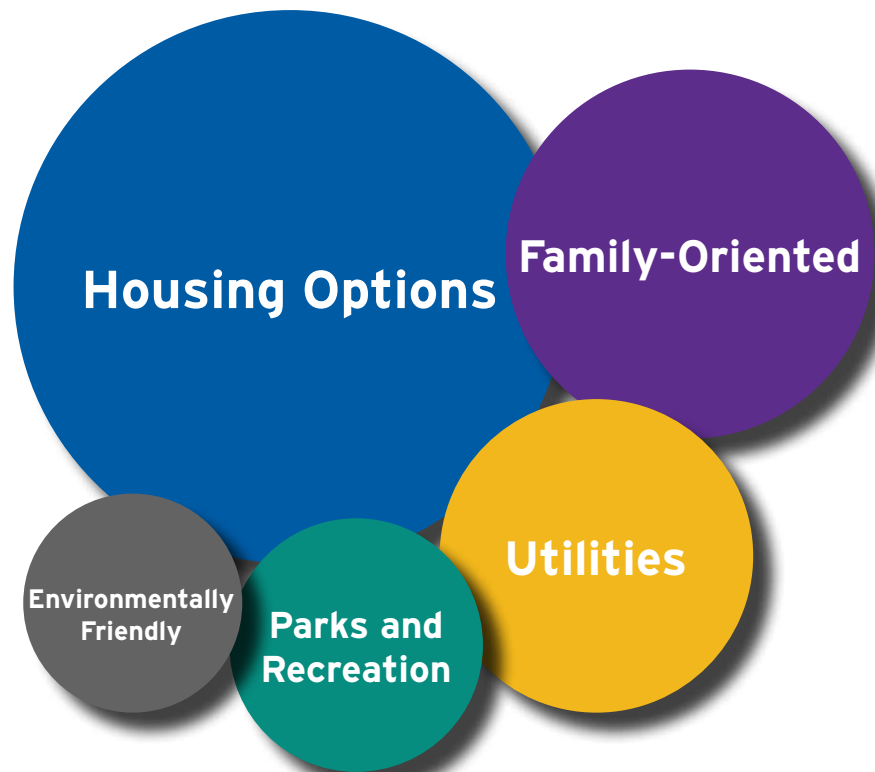 Family-Oriented
Housing Options
Utilities
Environmentally
Friendly
Parks and
Recreation